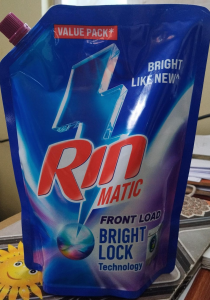 VALUE PACK†
BRIGHT
LIKE NEW^
Rin
MATIC
FRONT LOAD
BRIGHT
LOCK
Technology